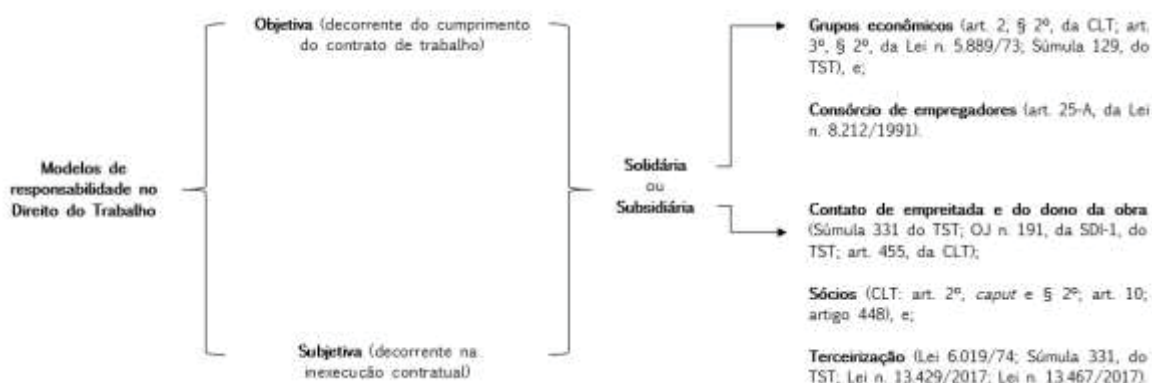 Modelos de
responsabilidade no
Direito do Trabalho
Objetiva (decorrente do cumprimento
do contrato de trabalho)
Subjetiva (decorrente na
inexecução contratual)
Solidária
ou
Subsidiária
Grupos econômicos (art. 2, § 2º, da CLT; art.
3º, § 2º, da Lei n. 5.889/73; Súmula 129, do
TST), e;
Consórcio de empregadores (art. 25-A, da Lei
n. 8.212/1991).
Contato de empreitada e do dono da obra
(Súmula 331 do TST; OJ n. 191, da SDI-1, do
TST; art. 455, da CLT);
Sócios (CLT: art. 2º, caput e § 2º; art. 10;
artigo 448), e;
Terceirização (Lei 6.019/74; Súmula 331, do
TST; Lei n. 13.429/2017; Lei n. 13.467/2017).